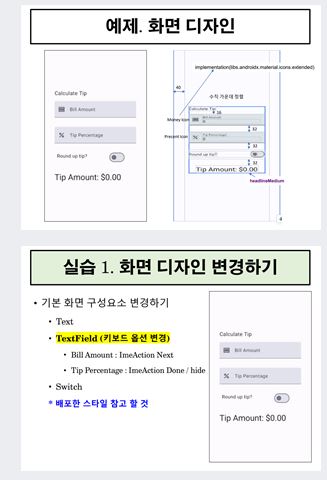 예제. 화면 디자인
Calculate Tip
Bill Amount
Tip Percentage
Round up tip?
Tip Amount: $0.00
implementation(libs.androidx.material.icons.extended)
40
수직 가운데 정렬
Calculate Tip
16
Money Icon
Bill Amount
32
Percent Icon
Tip Percentage
32
Round up tip?
32
Tip Amount: $0.00
headlineMedium
실습 1. 화면 디자인 변경하기
• 기본 화면 구성요소 변경하기
• Text
• TextField (키보드 옵션 변경)
• Bill Amount : ImeAction Next
• Tip Percentage : ImeAction Done / hide
• Switch
* 배포한 스타일 참고 할 것
Calculate Tip
Bill Amount
Tip Percentage
Round up tip?
Tip Amount: $0.00